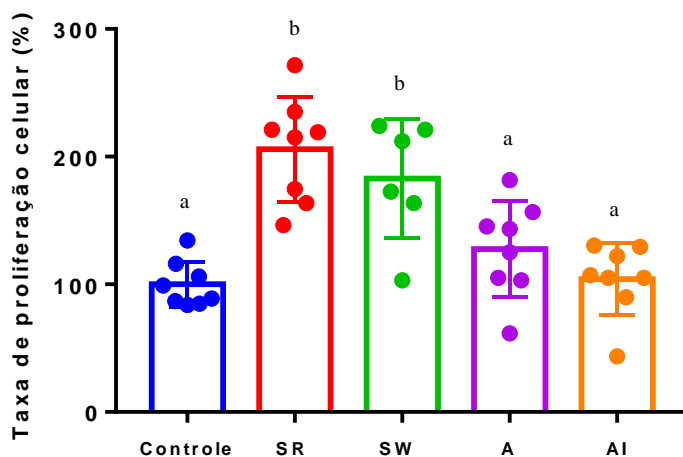 Taxa de proliferação celular (%)
300
200
100
0
a
b
b
a
a
Controle
SR
SW
A
AI